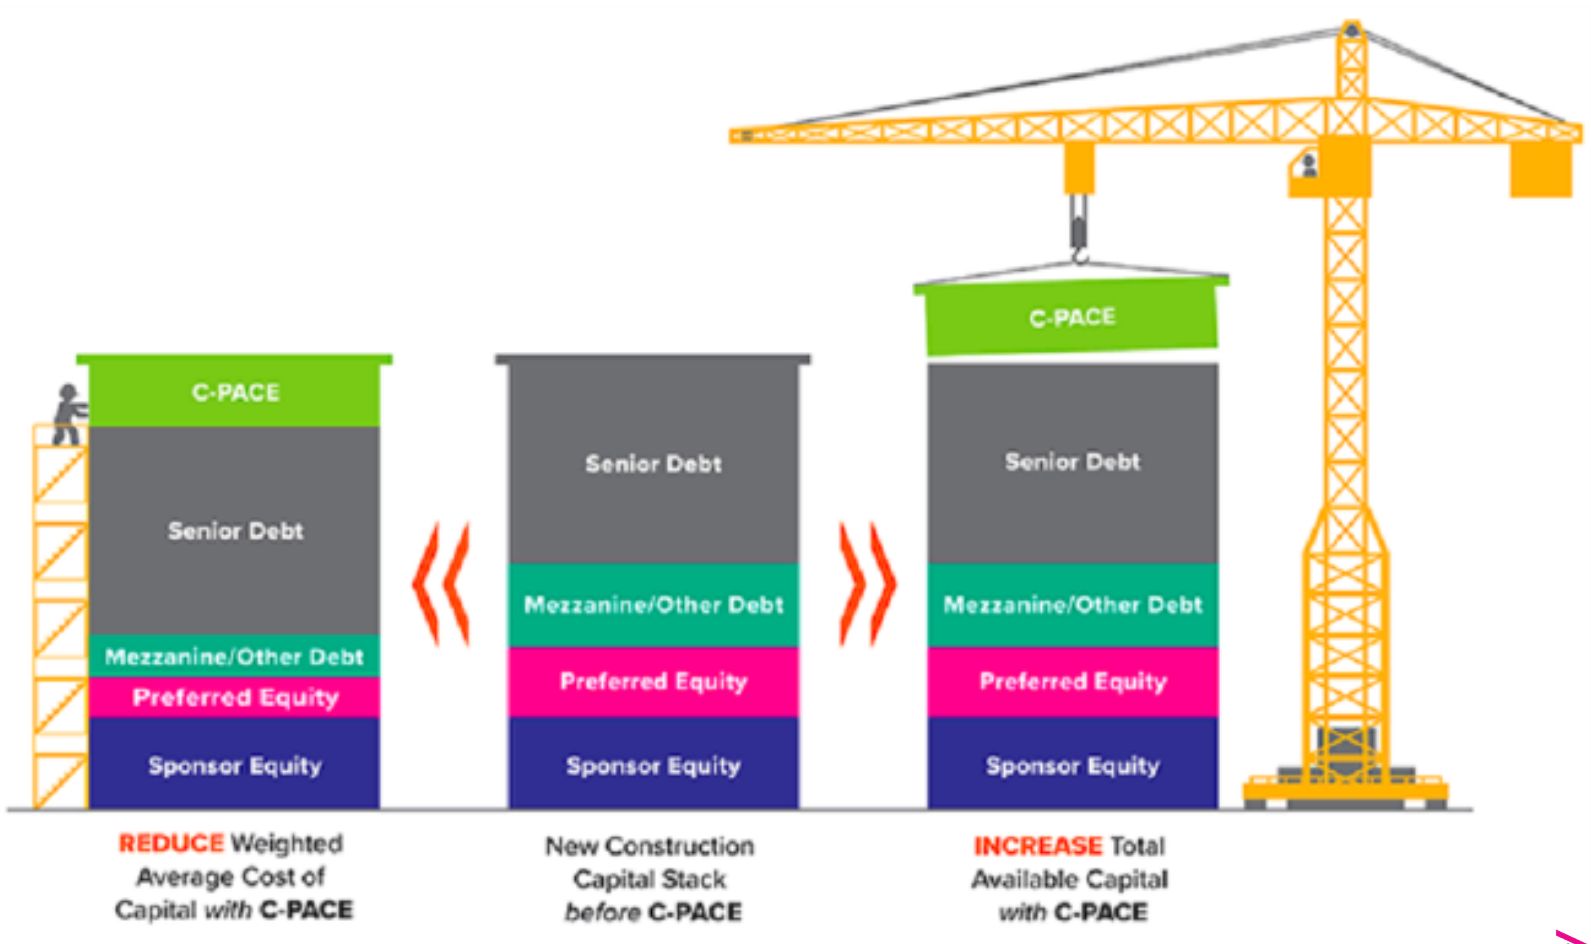 C-PACE
Senior Debt
Mezzanine/Other Debt
Preferred Equity
Sponsor Equity
REDUCE Weighted
Average Cost of
Capital with C-PACE
Senior Debt
Mezzanine/Other Debt
Preferred Equity
Sponsor Equity
New Construction
Capital Stack
before C-PACE
C-PACE
Senior Debt
Mezzanine/Other Debt
Preferred Equity
Sponsor Equity
INCREASE Total
Available Capital
with C-PACE